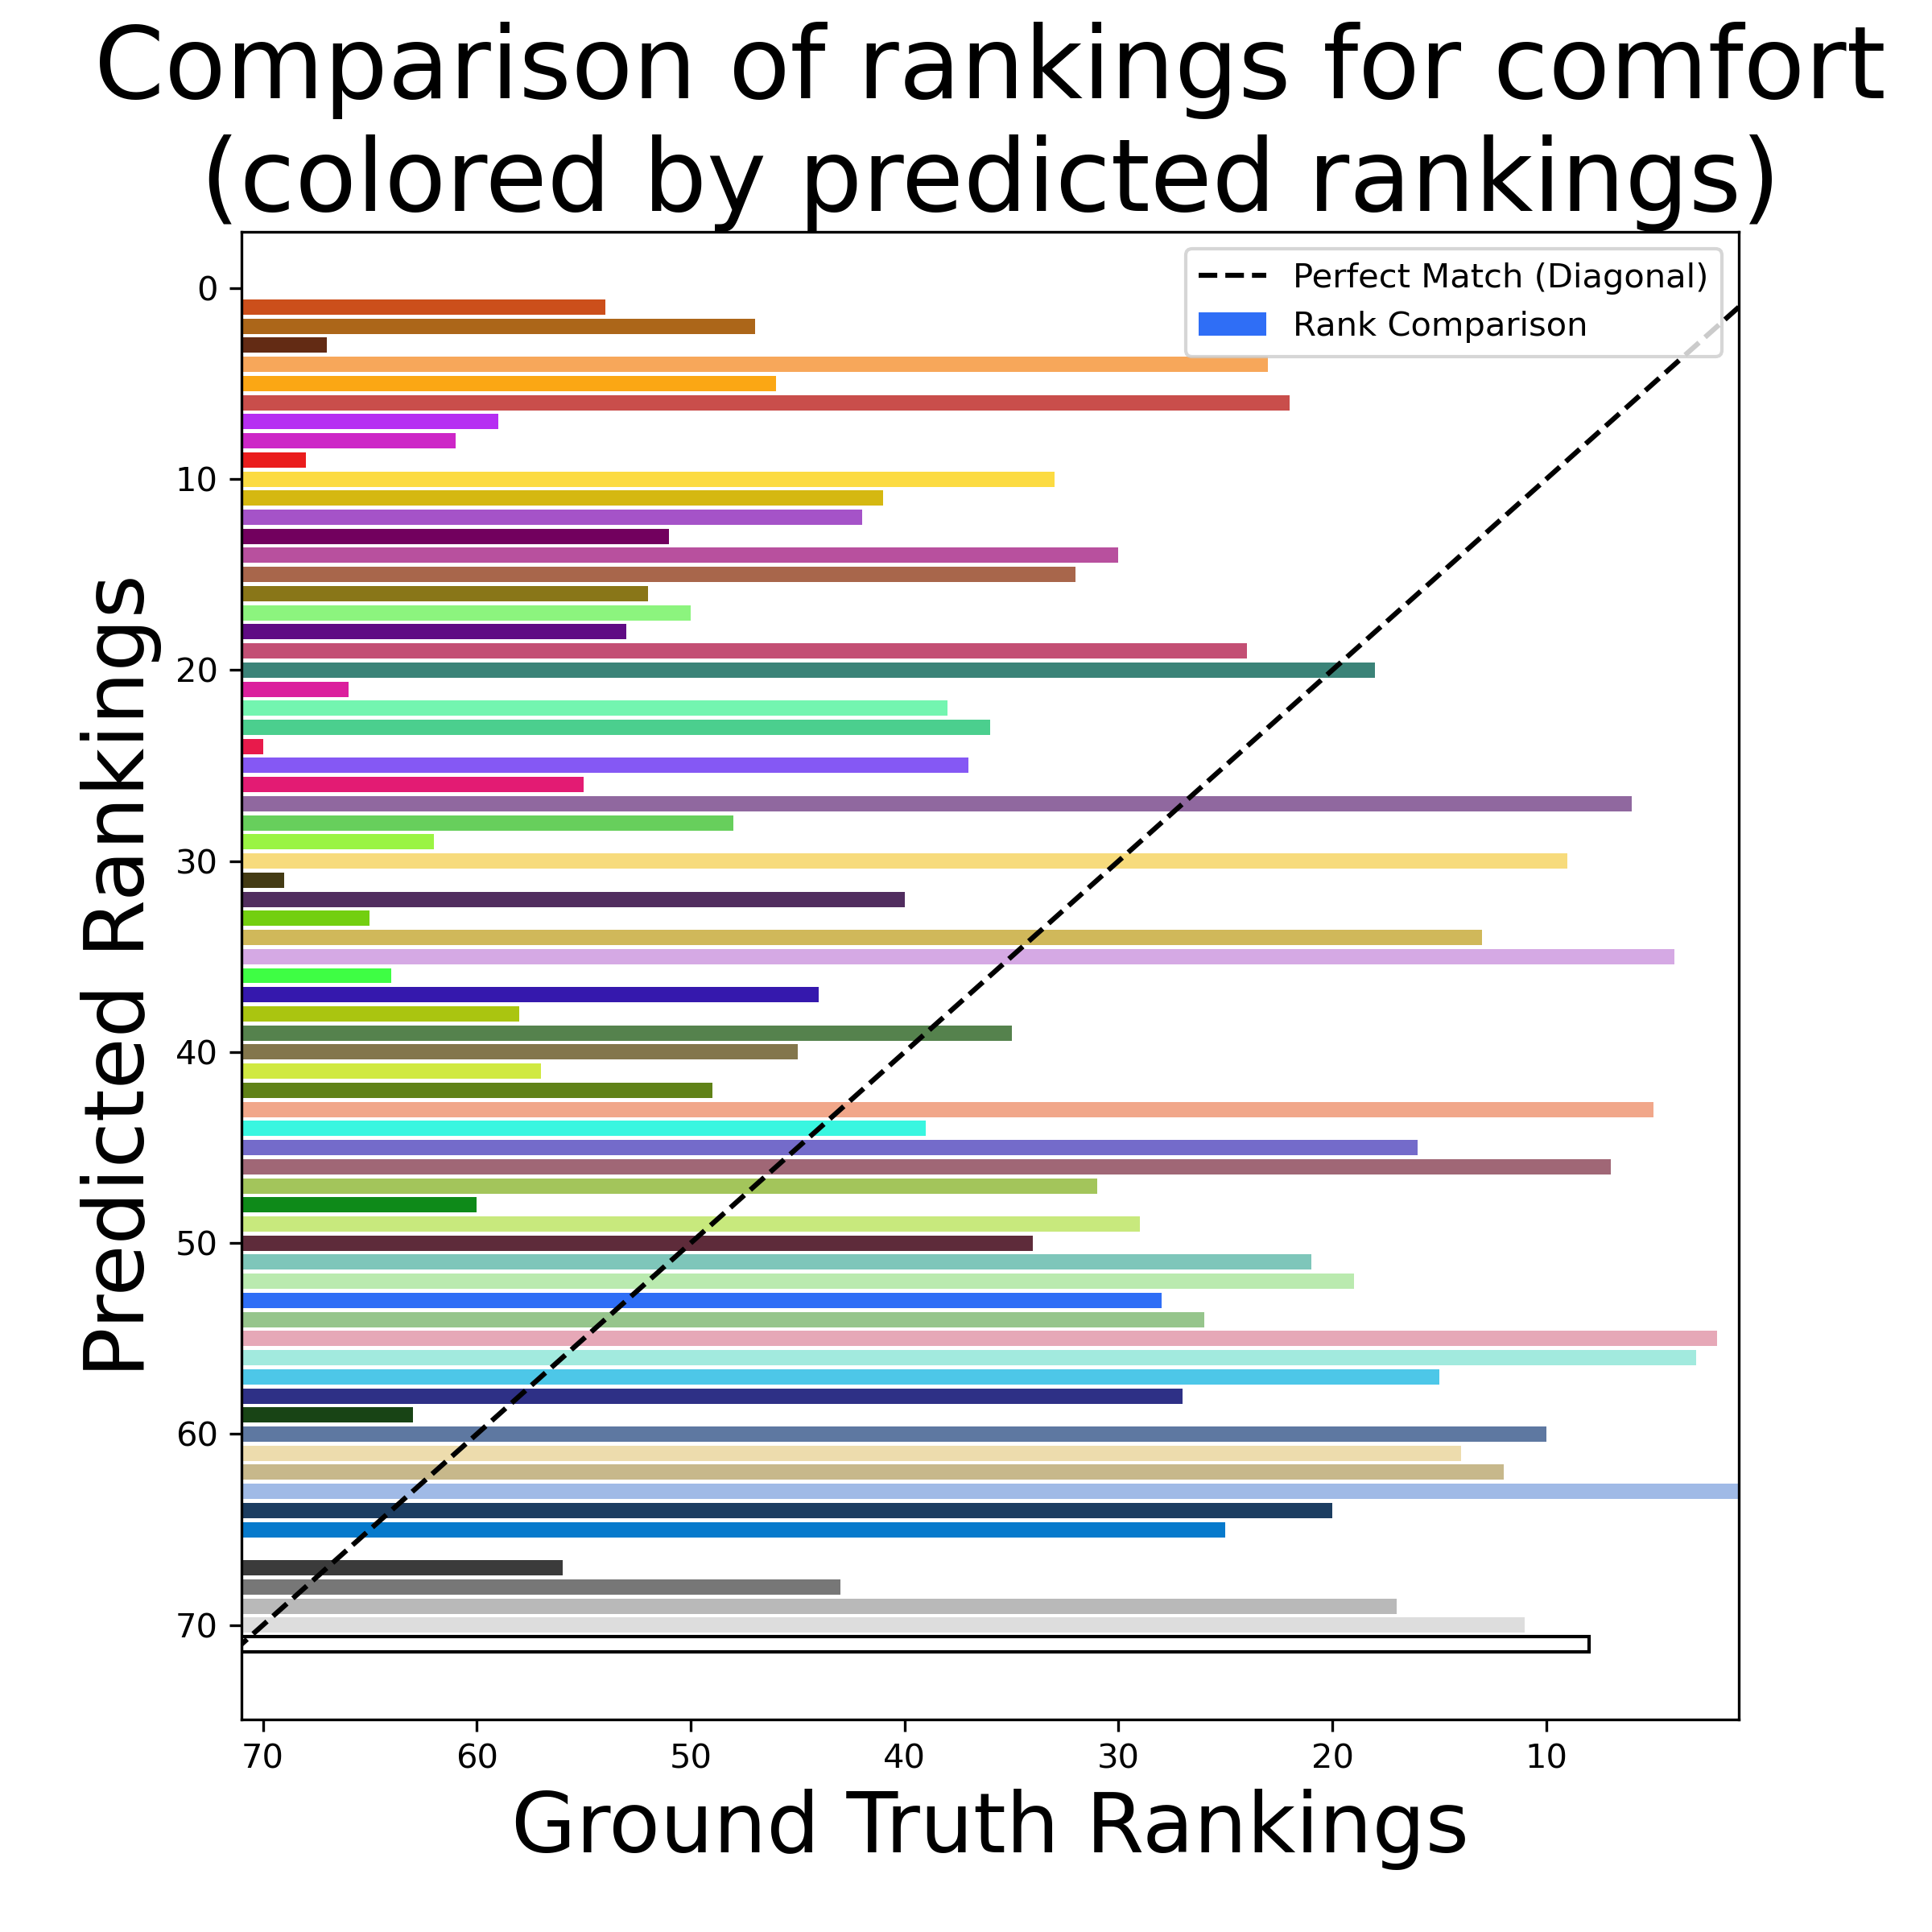 Comparison of rankings for comfort
(colored by predicted rankings)
Perfect Match (Diagonal)
Rank Comparison
Predicted Rankings
0
10
20
30
40
50
60
70
70 60 50 40 30 20 10
Ground Truth Rankings